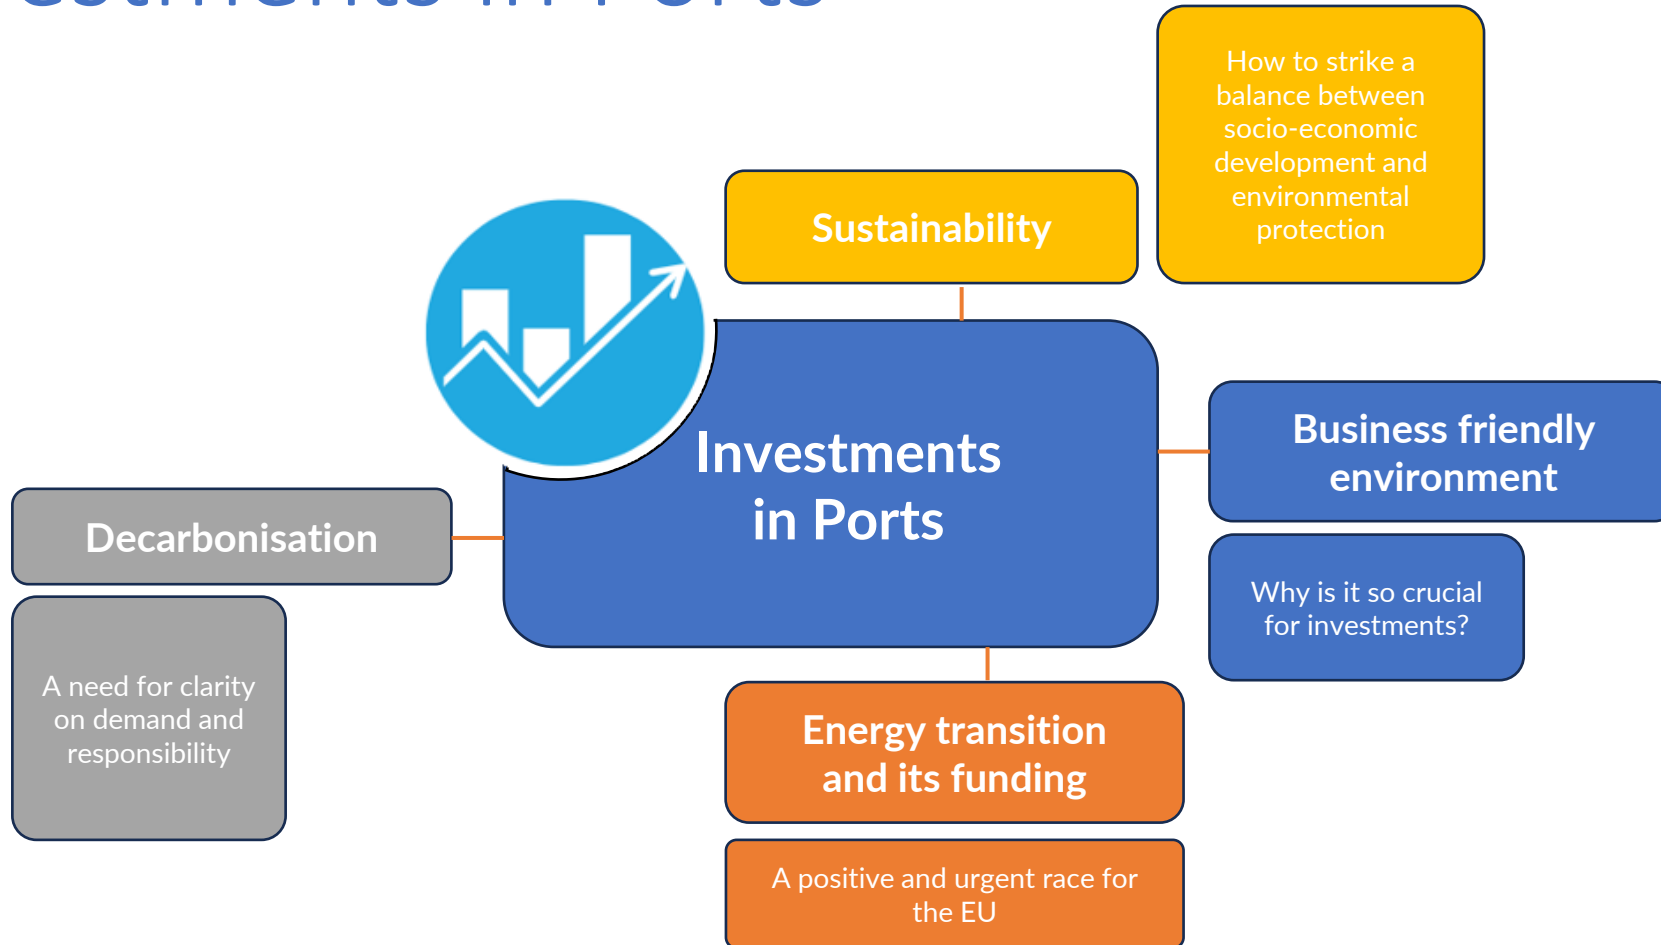 How to strike a
balance between
socio-economic
development and
environmental
protection
Sustainability
Investments
in Ports
Business friendly
environment
Why is it so crucial
for investments?
Decarbonisation
A need for clarity
on demand and
responsibility
Energy transition
and its funding
A positive and urgent race for
the EU